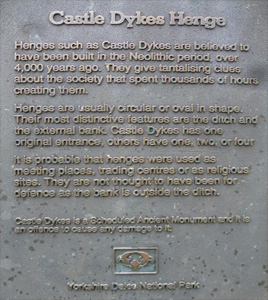 Castle Dykes Henge
Henges such as Castle Dykes are believed to
have been built in the Neolithic period, over
4,000 years ago. They give tantalising clues
about the society that spent thousands of hours
creating them.
Henges are usually circular or oval in shape.
Their most distinctive features are the ditch and
the external bank. Castle Dykes has one
original entrance, others have one, two, or four.
It is probable that henges were used as
meeting places, trading centres or as religious
sites. They are not thought to have been for
defence as the bank is outside the ditch.
Castle Dykes is a Scheduled Ancient Monument and it is
an offence to cause any damage to it.
Yorkshire Dales National Park